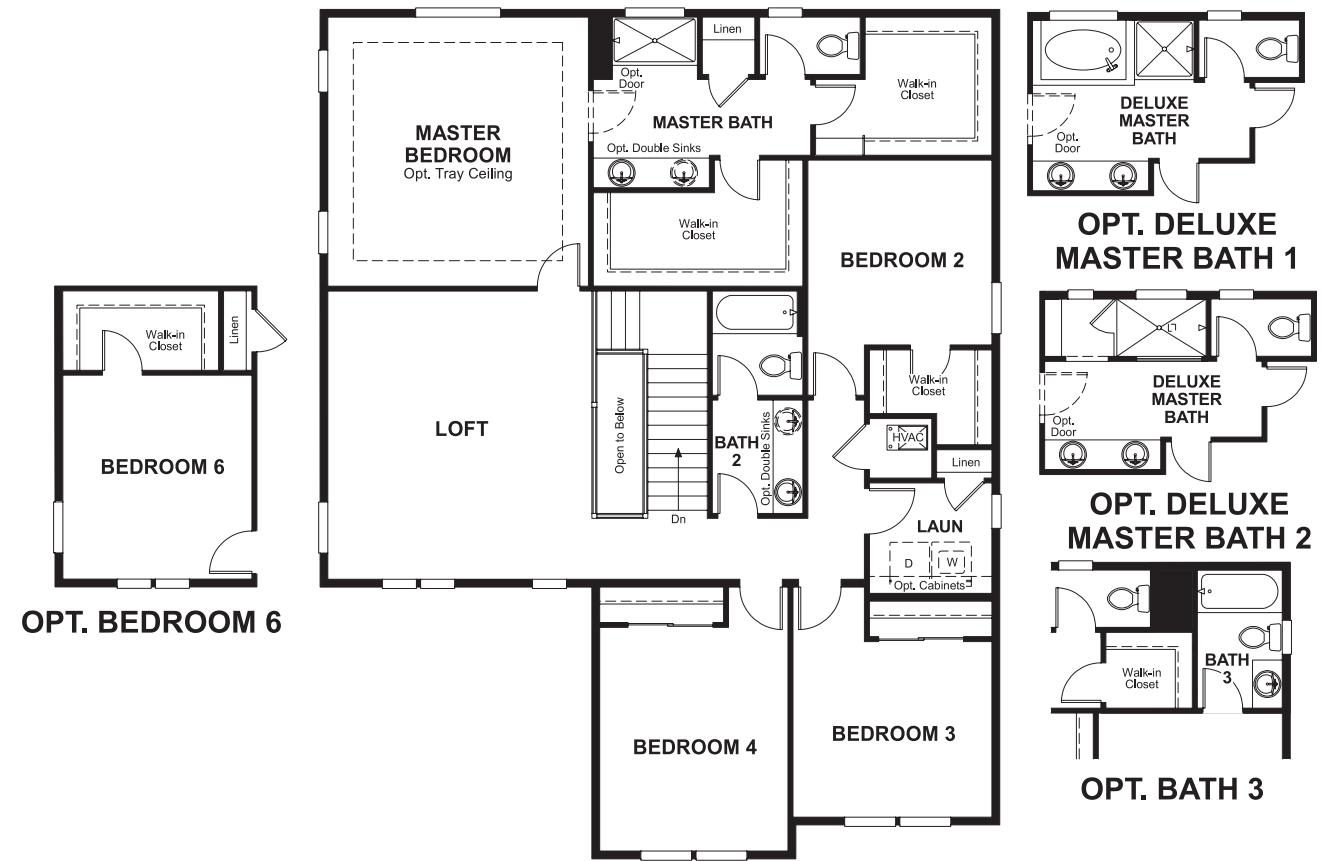 MASTER
BEDROOM
Opt. Tray Ceiling
Opt.
Door
Linen
MASTER BATH
Opt. Double Sinks
Walk-in
Closet
Walk-in
Closet
BEDROOM 2
Walk-in
Closet
LOFT
Open to Below
Dn
BATH
2
Opt. Double Sinks
HVAC
Linen
LAUN
D
W
Opt. Cabinets
BEDROOM 4
BEDROOM 3
Walk-in
Closet
Linen
BEDROOM 6
OPT. BEDROOM 6
DELUXE
MASTER
BATH
Opt.
Door
OPT. DELUXE
MASTER BATH 1
DELUXE
MASTER
BATH
Opt.
Door
OPT. DELUXE
MASTER BATH 2
Walk-in
Closet
BATH
3
OPT. BATH 3